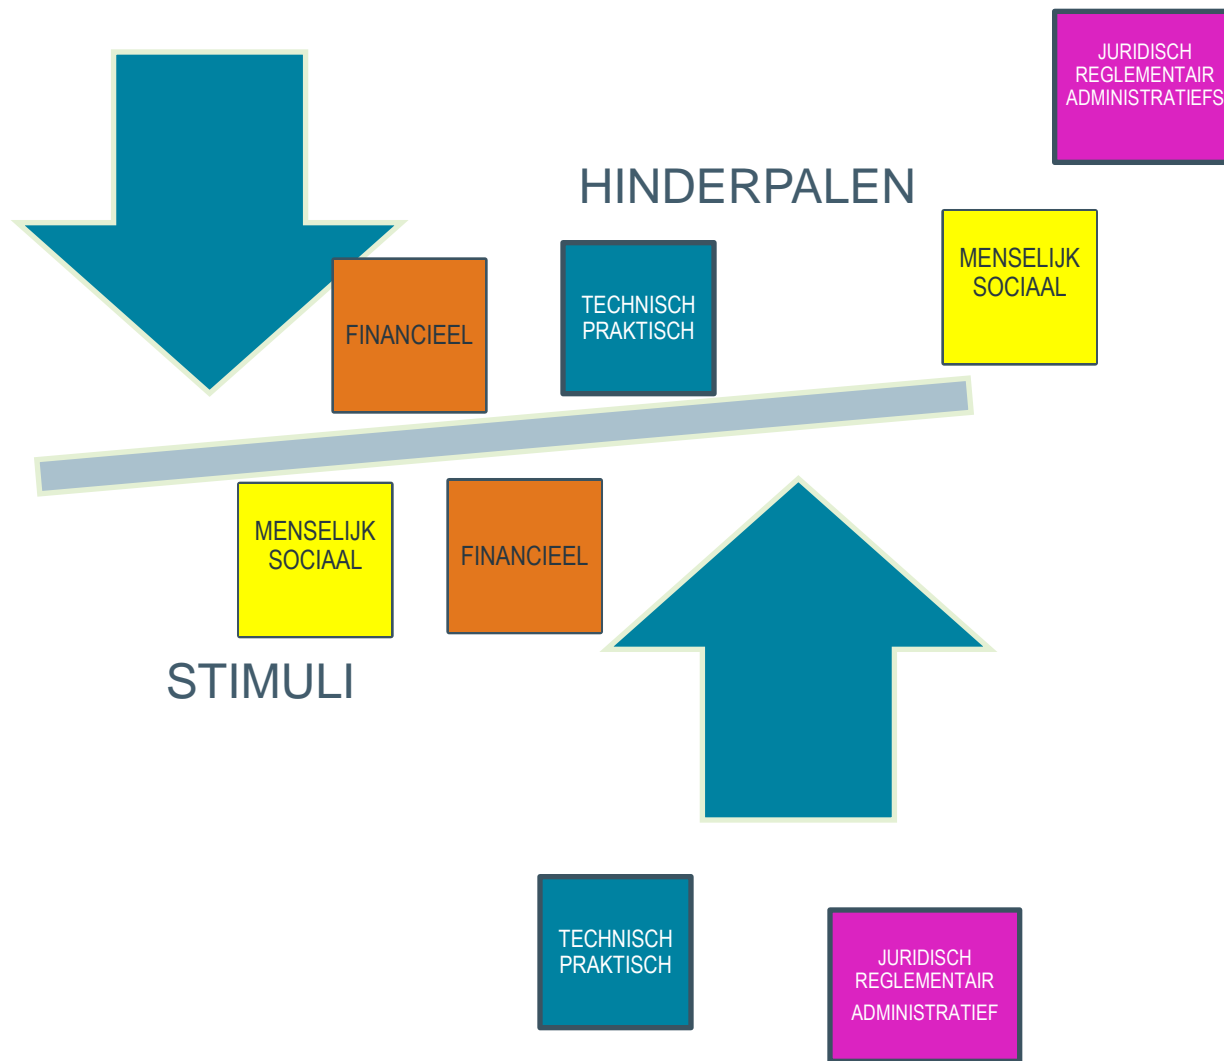 JURIDISCH
REGLEMENTAIR
ADMINISTRATIEFS
HINDERPALEN
MENSELIJK
SOCIAAL
TECHNISCH
PRAKTISCH
FINANCIEEL
MENSELIJK
SOCIAAL
FINANCIEEL
STIMULI
TECHNISCH
PRAKTISCH
JURIDISCH
REGLEMENTAIR
ADMINISTRATIEF